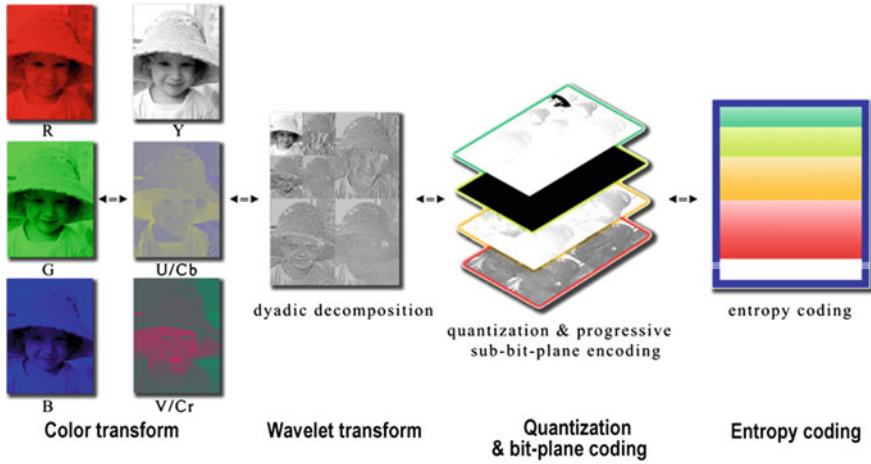 R
Y
G
U/Cb
B
V/Cr
dyadic decomposition
quantization & progressive
sub-bit-plane encoding
entropy coding
Color transform
Wavelet transform
Quantization
& bit-plane coding
Entropy coding